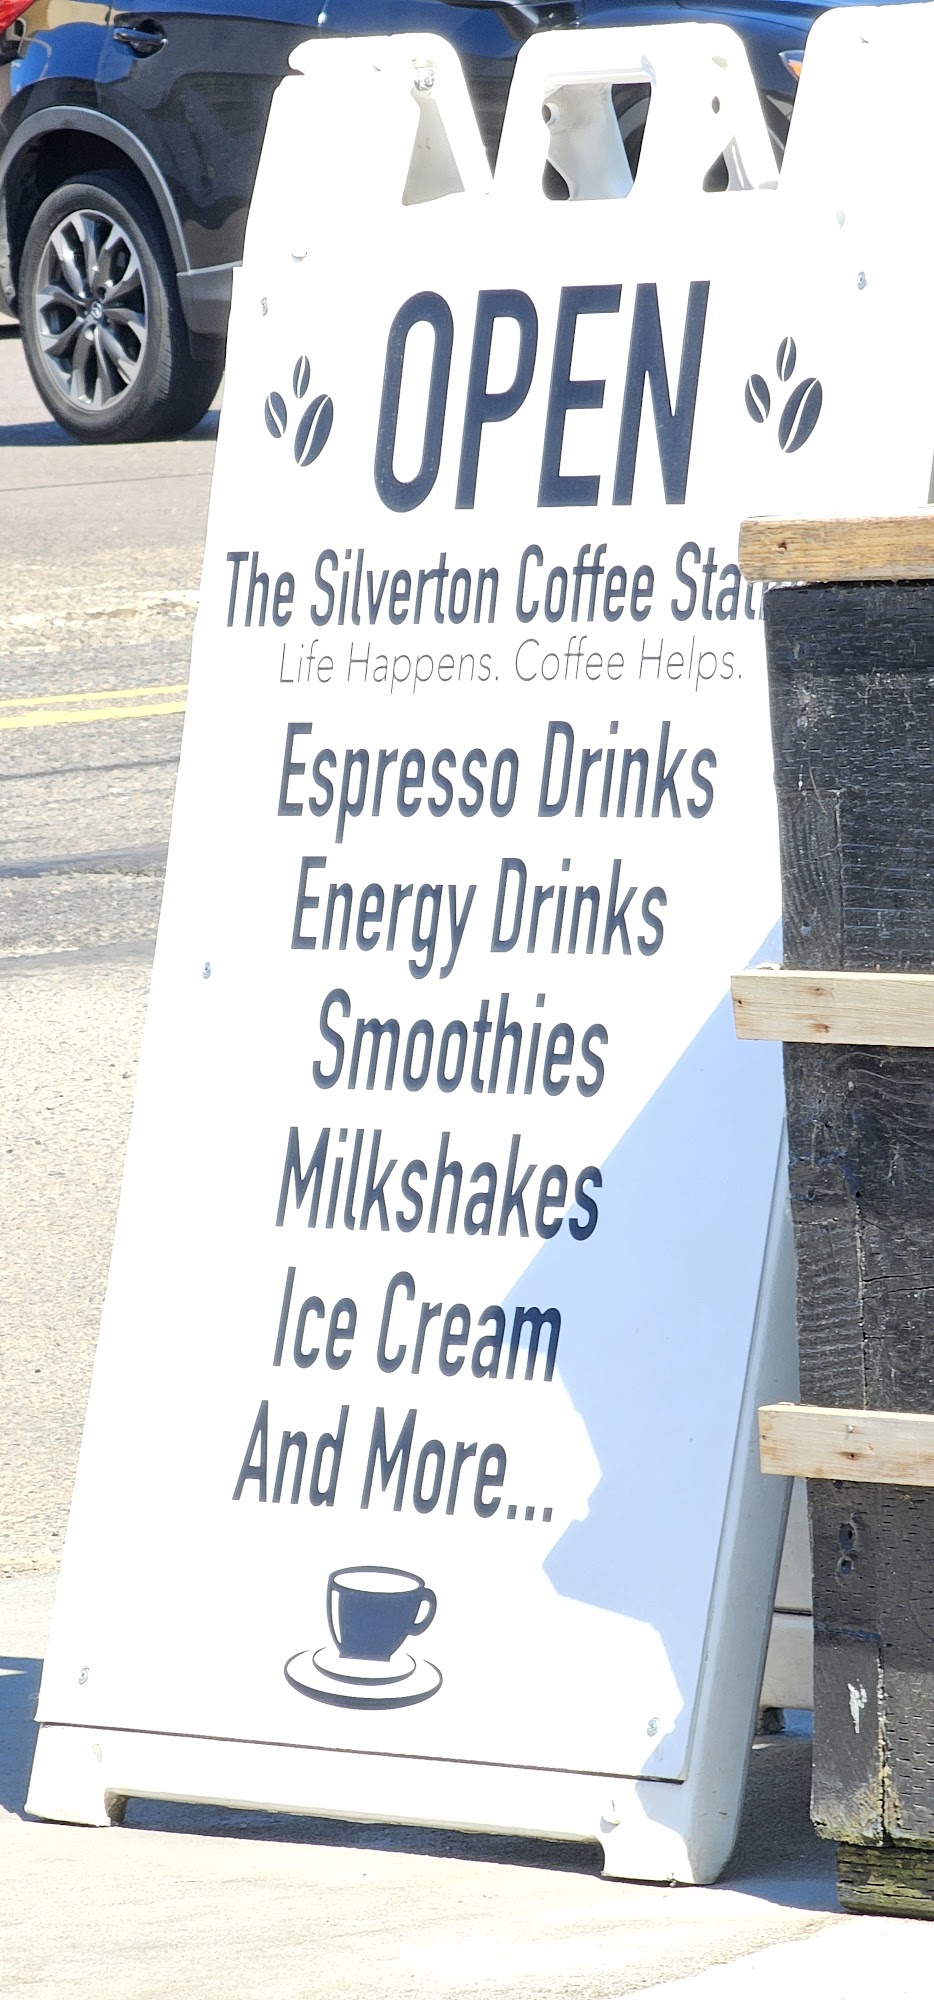 OPEN
The Silverton Coffee
Life Happens. Coffee Helps.
Espresso Drinks
Energy Drinks
Smoothies
Milkshakes
Ice Cream
And More...